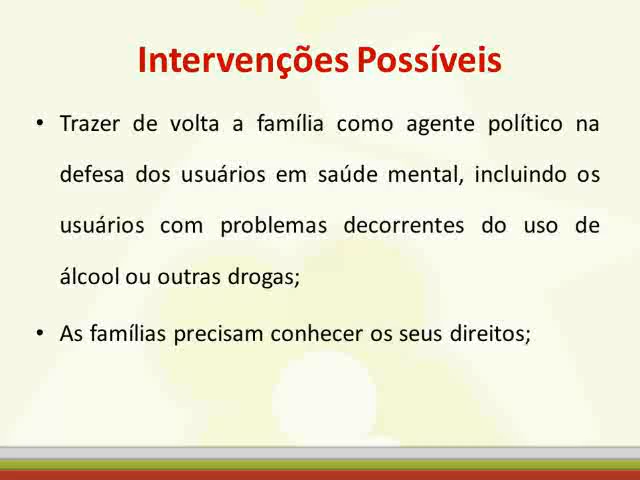 Intervenções Possíveis
• Trazer de volta a família como agente político na
defesa dos usuários em saúde mental, incluindo os
usuários com problemas decorrentes do uso de
álcool ou outras drogas;
• As famílias precisam conhecer os seus direitos;